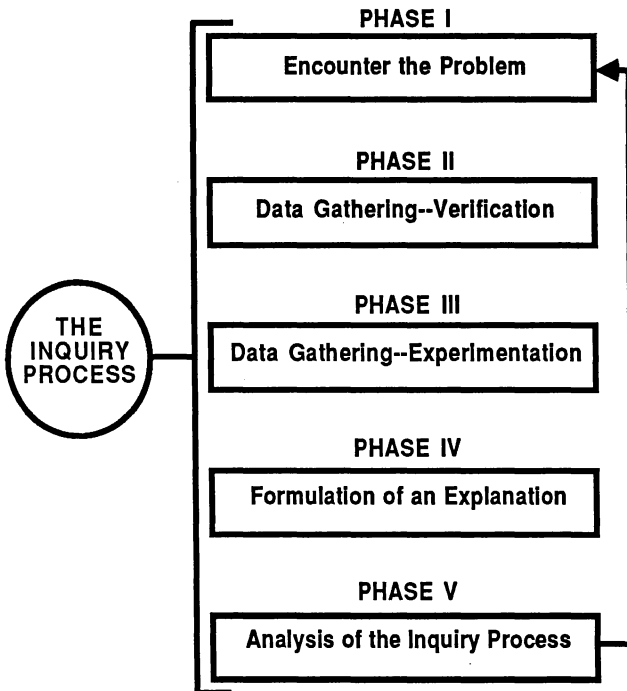 PHASE I
Encounter the Problem
PHASE II
Data Gathering--Verification
THE
INQUIRY
PROCESS
PHASE III
Data Gathering--Experimentation
PHASE IV
Formulation of an Explanation
PHASE V
Analysis of the Inquiry Process